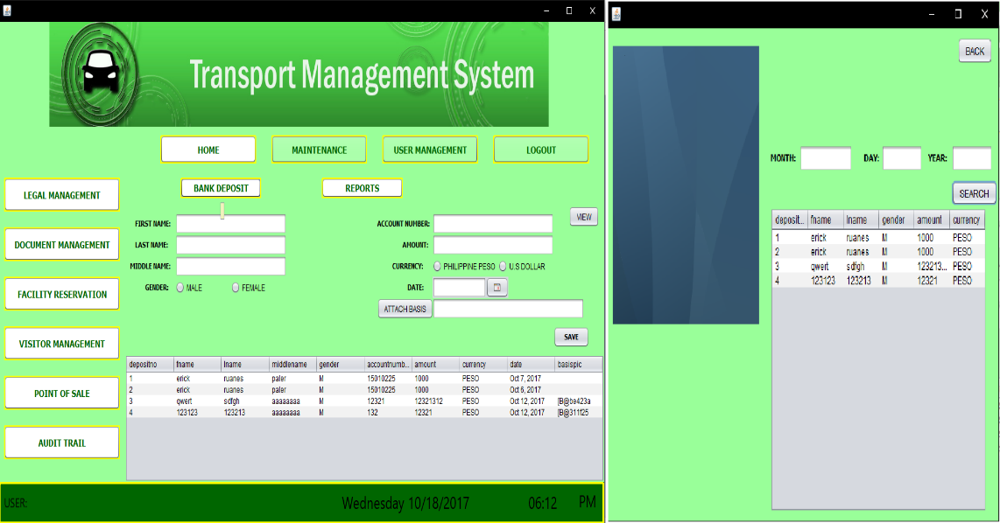 Transport Management System
HOME MAINTENANCE USER MANAGEMENT LOGOUT
LEGAL MANAGEMENT
DOCUMENT MANAGEMENT
FACILITY RESERVATION
VISITOR MANAGEMENT
POINT OF SALE
AUDIT TRAIL
BANK DEPOSIT REPORTS
FIRST NAME: ACCOUNT NUMBER: VIEW
LAST NAME: AMOUNT:
MIDDLE NAME: CURRENCY: PHILIPPINE PESO U.S DOLLAR
GENDER: MALE FEMALE DATE:
ATTACH BASIS
SAVE
depositno fname lname middlename gender accountnumb... amount currency date basispic
1 erick ruanes paler M 15010225 1000 PESO Oct 7, 2017
2 erick ruanes paler M 15010225 1000 PESO Oct 6, 2017
3 qwert sdfgh aaaaaaaa M 12321 12321312 PESO Oct 12, 2017 [B@be423a
4 123123 123213 aaaaaaaa M 132 12321 PESO Oct 12, 2017 [B@311f25
USER: Wednesday 10/18/2017 06:12 PM
BACK
MONTH: DAY: YEAR:
SEARCH
deposit... fname lname gender amount currency
1 erick ruanes M 1000 PESO
2 erick ruanes M 1000 PESO
3 qwert sdfgh M 123213... PESO
4 123123 123213 M 12321 PESO